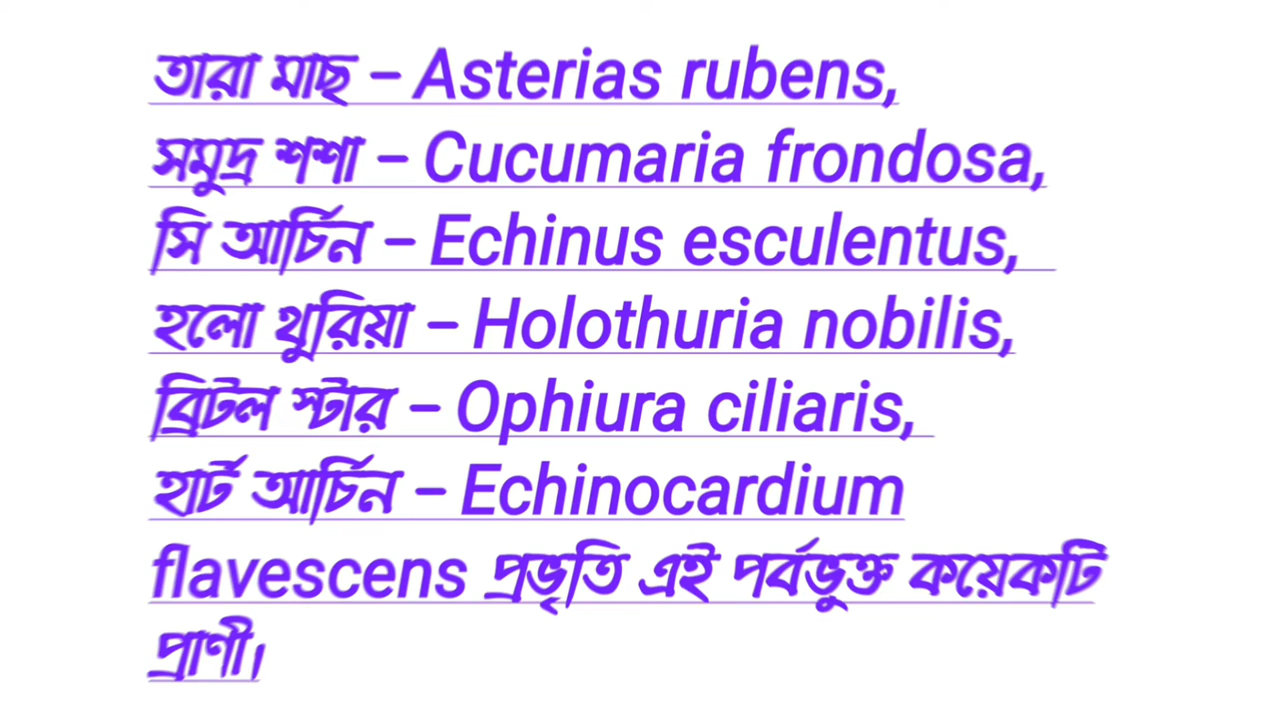 তারা মাছ – Asterias rubens,
সমুদ্র শশা – Cucumaria frondosa,
সি আর্চিন – Echinus esculentus,
হলো থুরিয়া – Holothuria nobilis,
ব্রিটল স্টার – Ophiura ciliaris,
হার্ট আর্চিন – Echinocardium
flavescens প্রভৃতি এই পর্বভুক্ত কয়েকটি
প্রাণী।